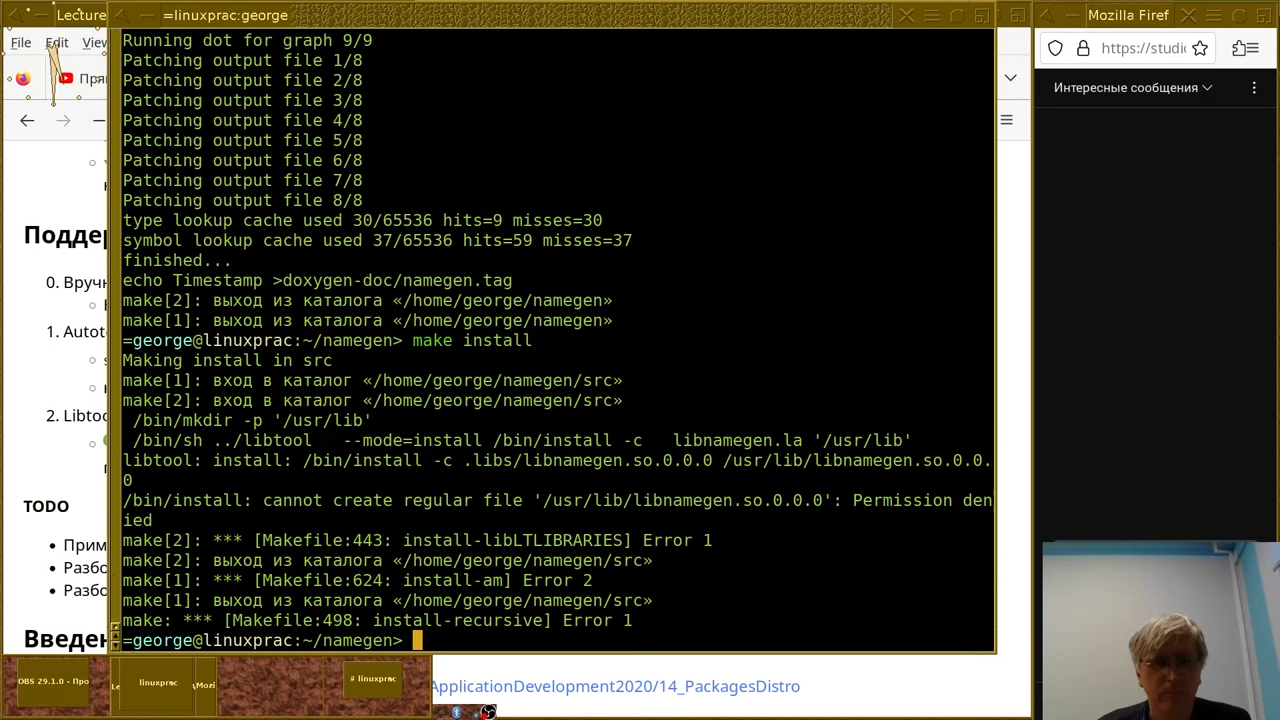 Lecture
=linuxprac:george
Mozilla Firef
File Edit View
https://studi
Интересные сообщения
Поддер
0. Вручн
1. Autot
2. Libtoo
TODO
Прим
Разбо
Разбо
Введен
Running dot for graph 9/9
Patching output file 1/8
Patching output file 2/8
Patching output file 3/8
Patching output file 4/8
Patching output file 5/8
Patching output file 6/8
Patching output file 7/8
Patching output file 8/8
type lookup cache used 30/65536 hits=9 misses=30
symbol lookup cache used 37/65536 hits=59 misses=37
finished...
echo Timestamp >doxygen-doc/namegen.tag
make[2]: выход из каталога «/home/george/namegen»
make[1]: выход из каталога «/home/george/namegen»
=george@linuxprac:~/namegen> make install
Making install in src
make[1]: вход в каталог «/home/george/namegen/src»
make[2]: вход в каталог «/home/george/namegen/src»
/bin/mkdir -p '/usr/lib'
/bin/sh ../libtool --mode=install /bin/install -c libnamegen.la '/usr/lib'
libtool: install: /bin/install -c .libs/libnamegen.so.0.0.0 /usr/lib/libnamegen.so.0.0.
0
/bin/install: cannot create regular file '/usr/lib/libnamegen.so.0.0.0': Permission den
ied
make[2]: *** [Makefile:443: install-libLTLIBRARIES] Error 1
make[2]: выход из каталога «/home/george/namegen/src»
make[1]: *** [Makefile:624: install-am] Error 2
make[1]: выход из каталога «/home/george/namegen/src»
make: *** [Makefile:498: install-recursive] Error 1
=george@linuxprac:~/namegen>
OBS 29.1.0 - Про
linuxprac
# linuxprac
ApplicationDevelopment2020/14_PackagesDistro